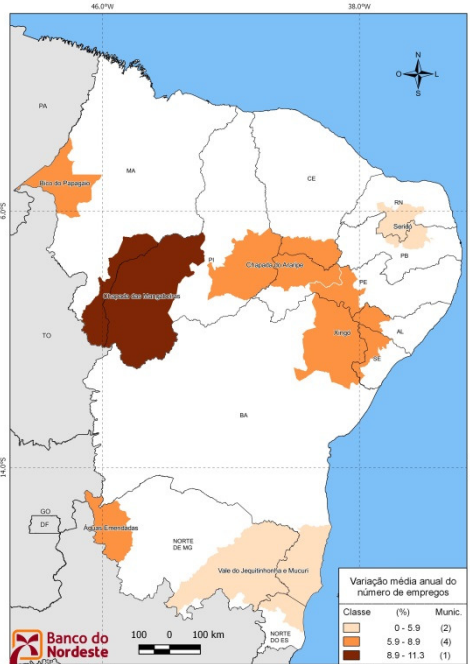 46.0°W
38.0°W
N
O
L
S
PA
MA
CE
Bico do Papagaio
RN
6.0°S
Seridó
PB
PI
Chapada do Araripe
PE
Chapada das Mangabeiras
Xingó
AL
TO
SE
BA
14.0°S
GO
DF
Águas Emendadas
NORTE
DE MG
Vale do Jequitinhonha e Mucuri
NORTE
DO ES
Variação média anual do
número de empregos
Classe (%) Munic.
0 - 5.9 (2)
5.9 - 8.9 (4)
8.9 - 11.3 (1)
Banco do
Nordeste
100 0 100 km